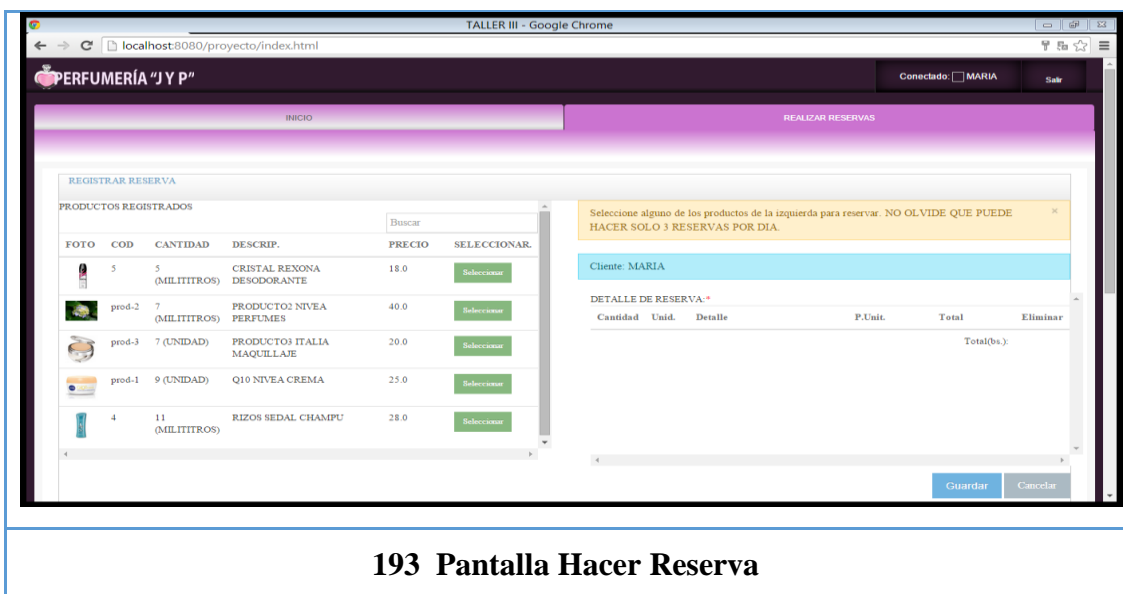 TALLER III - Google Chrome
localhost:8080/proyecto/index.html
PERFUMERÍA "J Y P"
Conectado: MARIA
Salir
INICIO
REALIZAR RESERVAS
REGISTRAR RESERVA
PRODUCTOS REGISTRADOS
Buscar
FOTO COD CANTIDAD DESCRIP. PRECIO SELECCIONAR.
5 5 (MILITITROS) CRISTAL REXONA DESODORANTE 18.0 Seleccionar
prod-2 7 (MILITITROS) PRODUCTO2 NIVEA PERFUMES 40.0 Seleccionar
prod-3 7 (UNIDAD) PRODUCTO3 ITALIA MAQUILLAJE 20.0 Seleccionar
prod-1 9 (UNIDAD) Q10 NIVEA CREMA 25.0 Seleccionar
4 11 (MILITITROS) RIZOS SEDAL CHAMPU 28.0 Seleccionar
Seleccione alguno de los productos de la izquierda para reservar. NO OLVIDE QUE PUEDE
HACER SOLO 3 RESERVAS POR DIA.
×
Cliente: MARIA
DETALLE DE RESERVA:*
Cantidad Unid. Detalle P.Unit. Total Eliminar
Total(bs.):
Guardar Cancelar
193 Pantalla Hacer Reserva